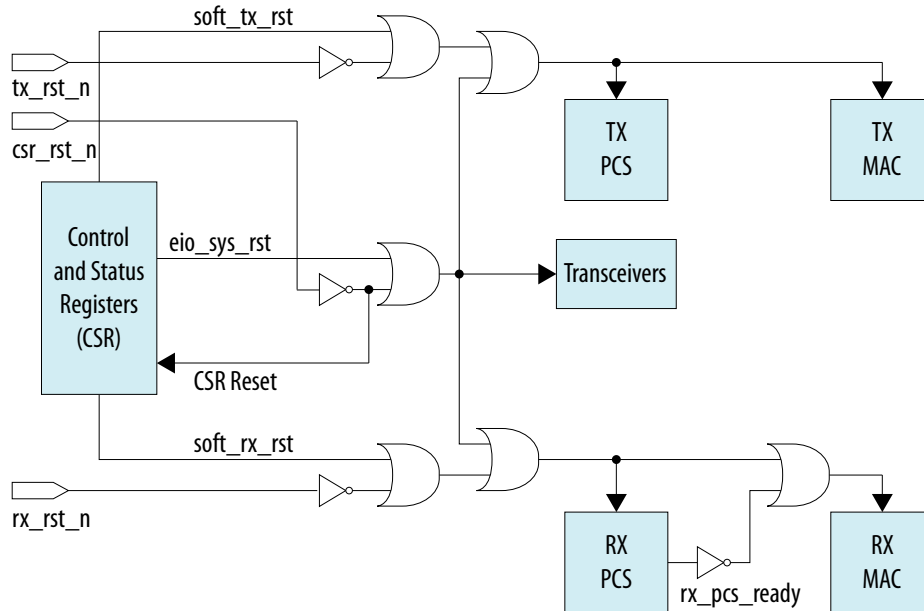 soft_tx_rst
tx_rst_n
csr_rst_n
TX
PCS
TX
MAC
Control
and Status
Registers
(CSR)
eio_sys_rst
Transceivers
CSR Reset
soft_rx_rst
rx_rst_n
RX
PCS
rx_pcs_ready
RX
MAC